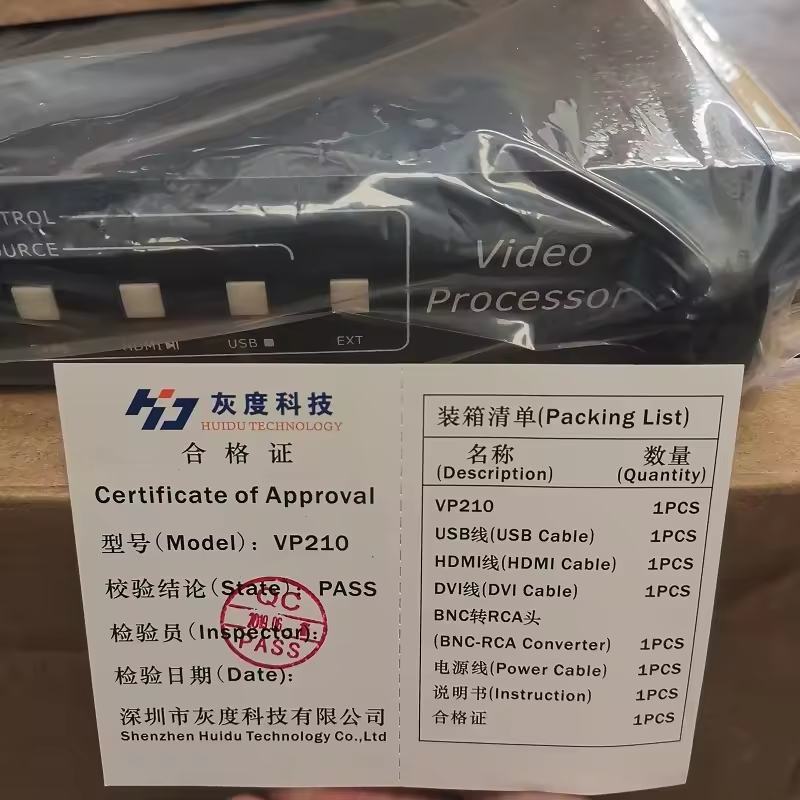 Video
Processor
USB
EXT
灰度科技
HUIDU TECHNOLOGY
合格证
Certificate of Approval
型号(Model): VP210
校验结论(State): PASS
检验员(Inspector):
检验日期(Date):
QC
2019.06
PASS
深圳市灰度科技有限公司
Shenzhen Huidu Technology Co.,Ltd
装箱清单(Packing List)
名称 数量
(Description) (Quantity)
VP210 1PCS
USB线(USB Cable) 1PCS
HDMI线(HDMI Cable) 1PCS
DVI线(DVI Cable) 1PCS
BNC转RCA头
(BNC-RCA Converter) 1PCS
电源线(Power Cable) 1PCS
说明书(Instruction) 1PCS
合格证 1PCS